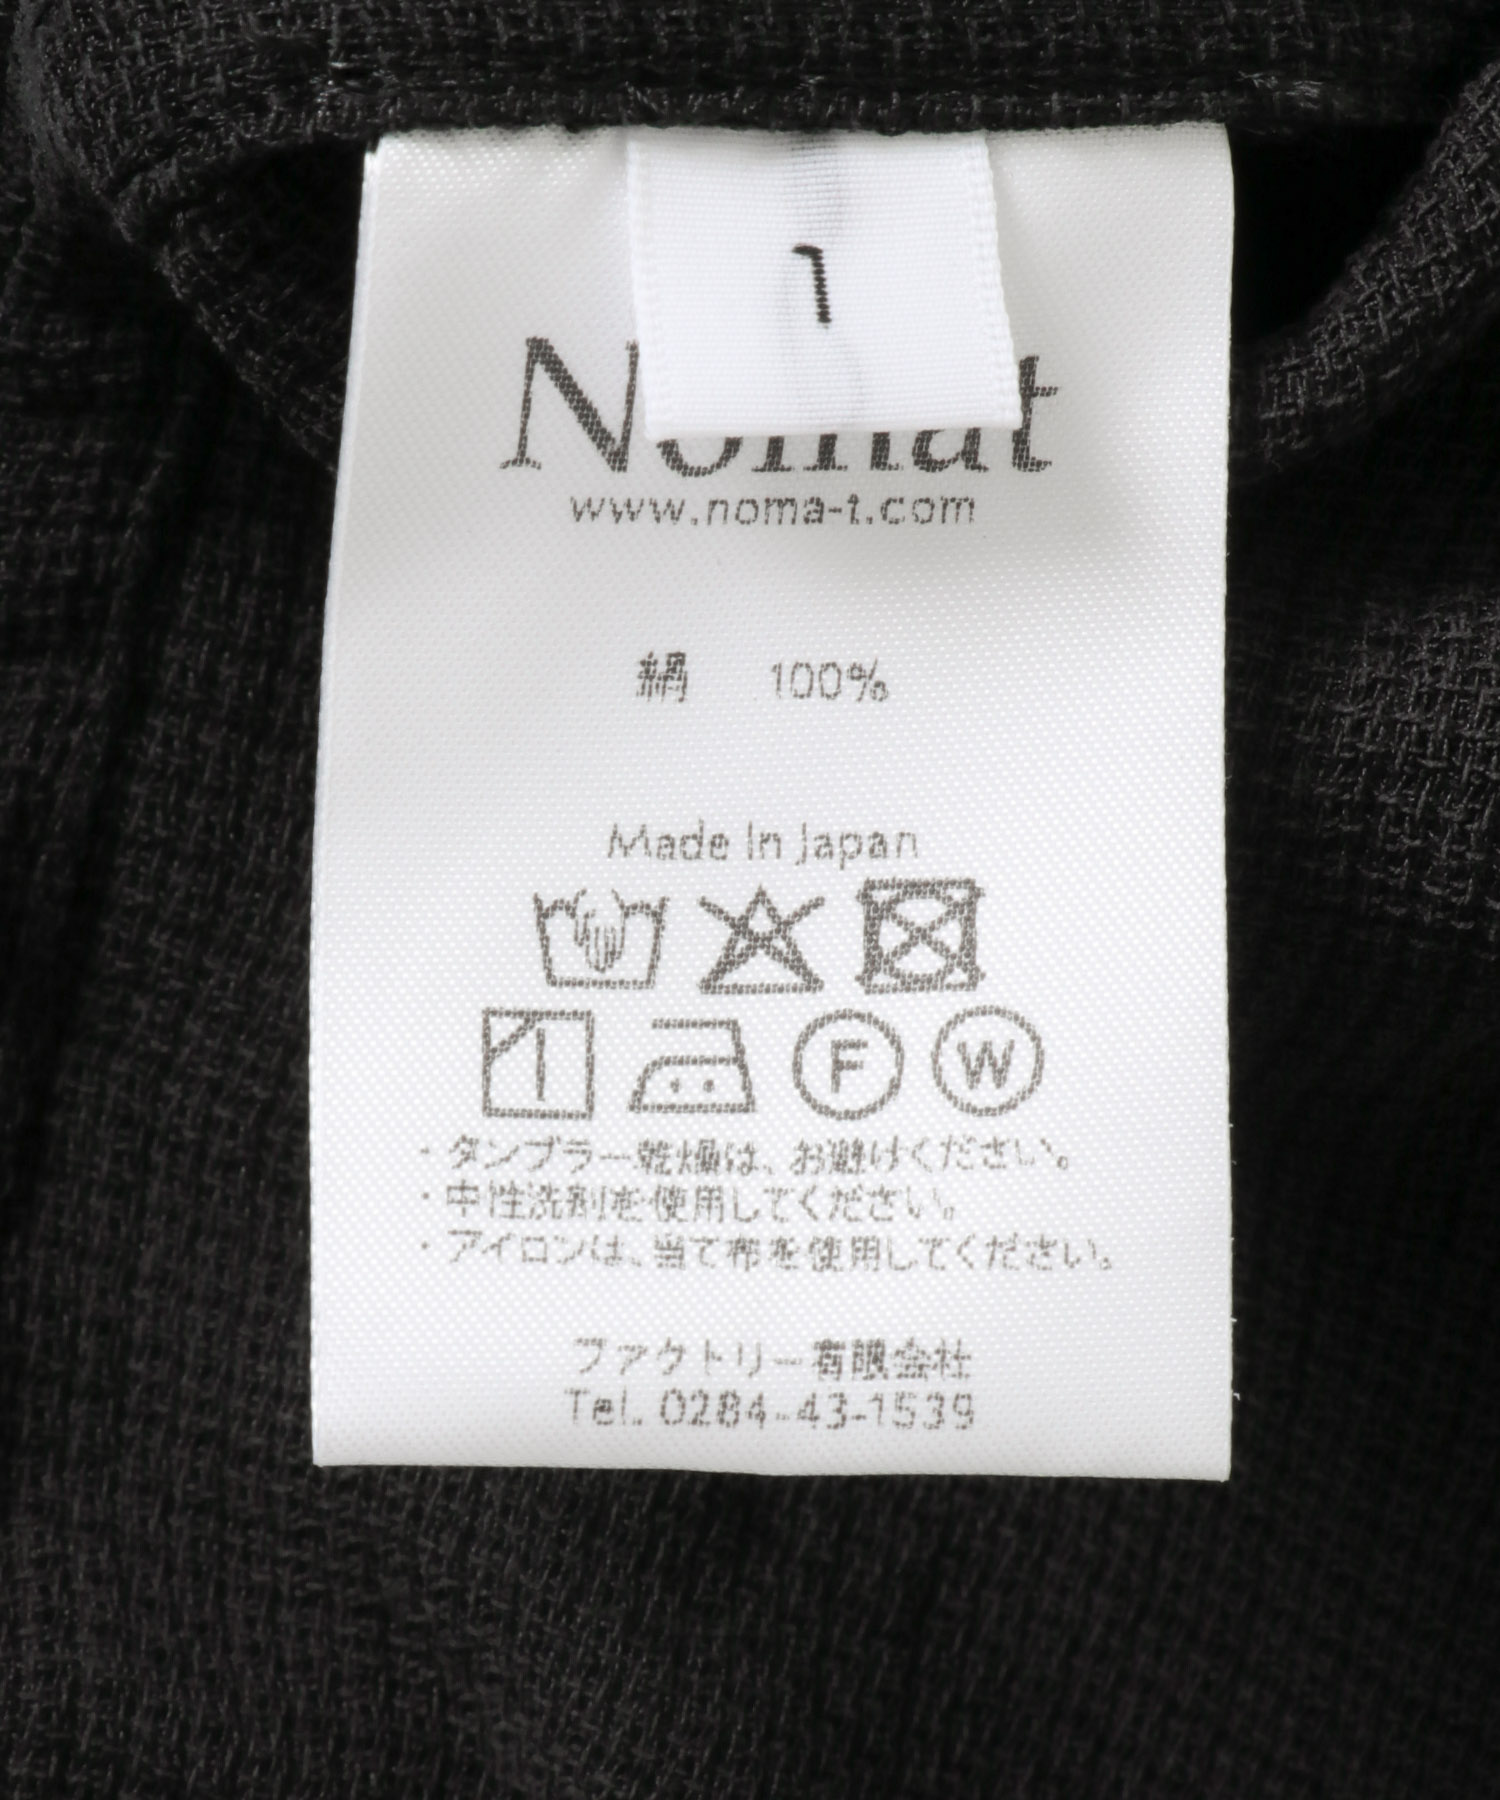 1
Nomat
www.noma-t.com
絹 100%
Made In Japan
F W
・タンブラー乾燥は、お避けください。
・中性洗剤を使用してください。
・アイロンは、当て布を使用してください。
ファクトリー有限会社
Tel. 0284-43-1539